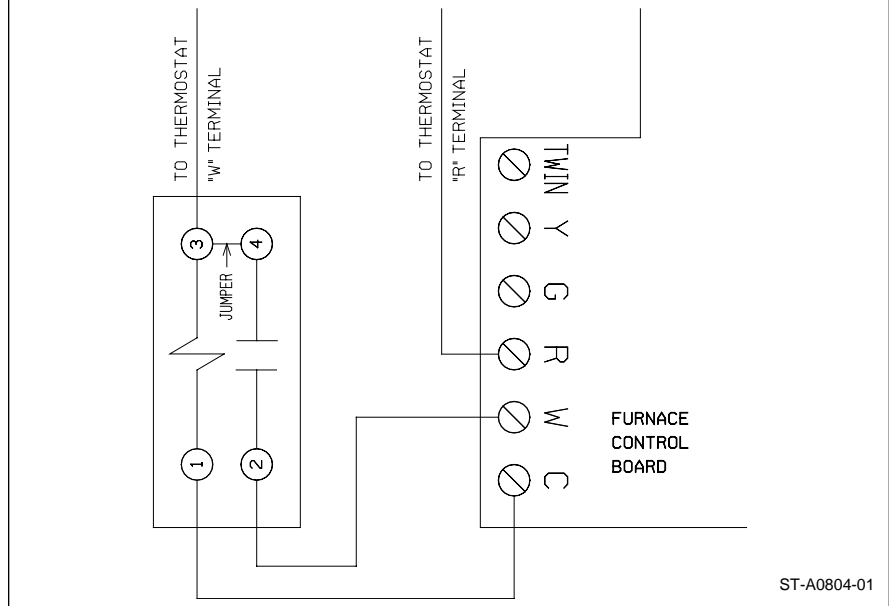 TO THERMOSTAT
"W" TERMINAL
TO THERMOSTAT
"R" TERMINAL
3
4
JUMPER
1
2
TWIN
Y
G
R
W
C
FURNACE
CONTROL
BOARD
ST-A0804-01